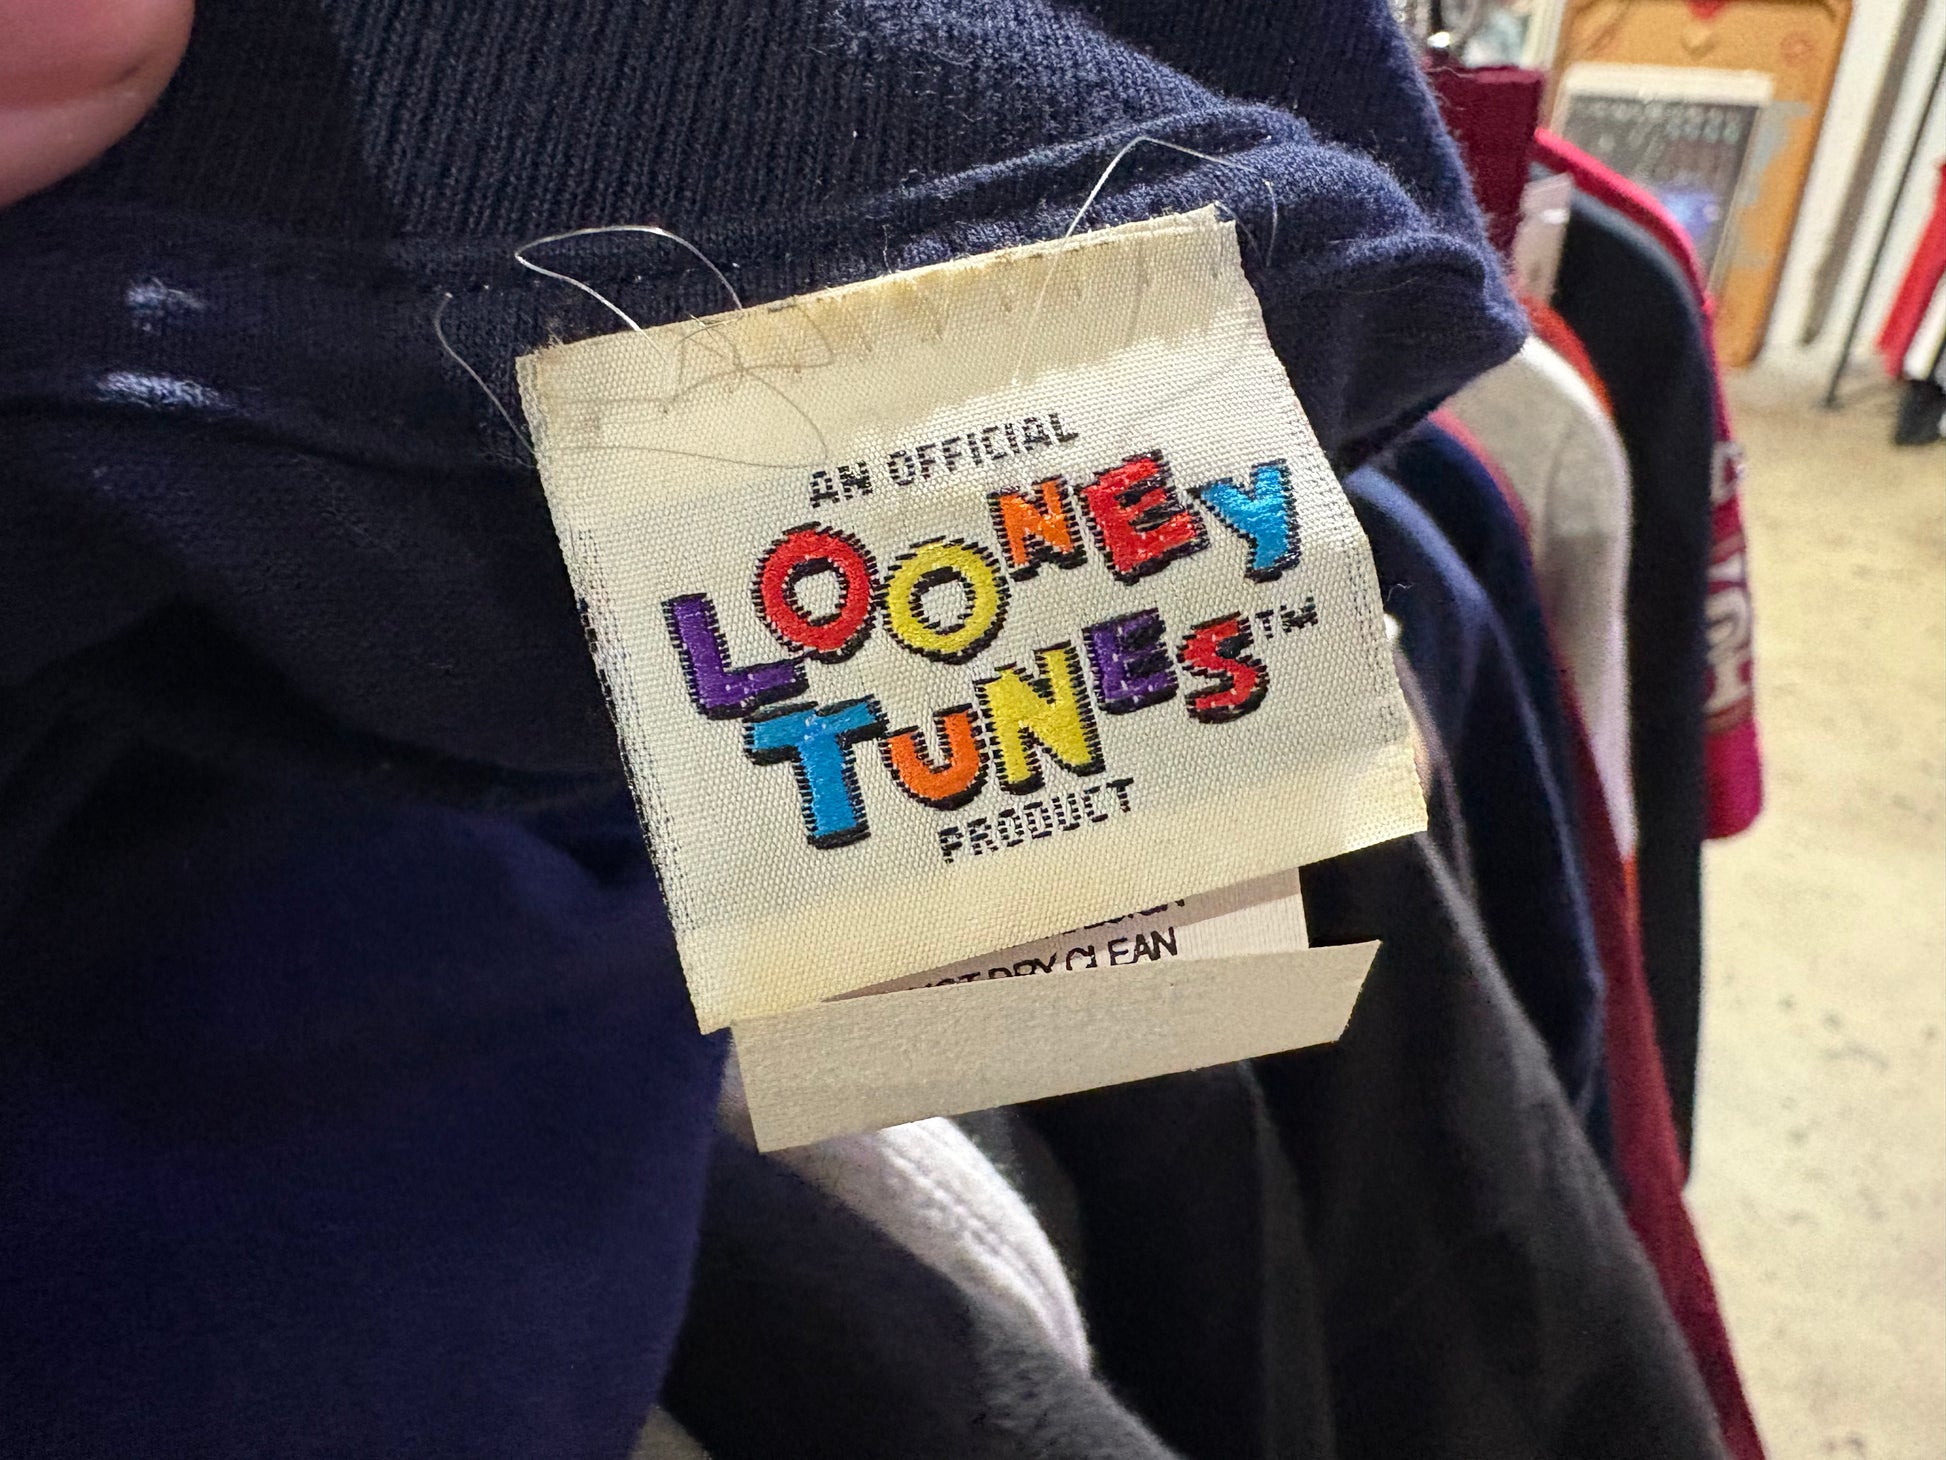 AN OFFICIAL
LOONEY
TUNES™
PRODUCT
DRY CLEAN